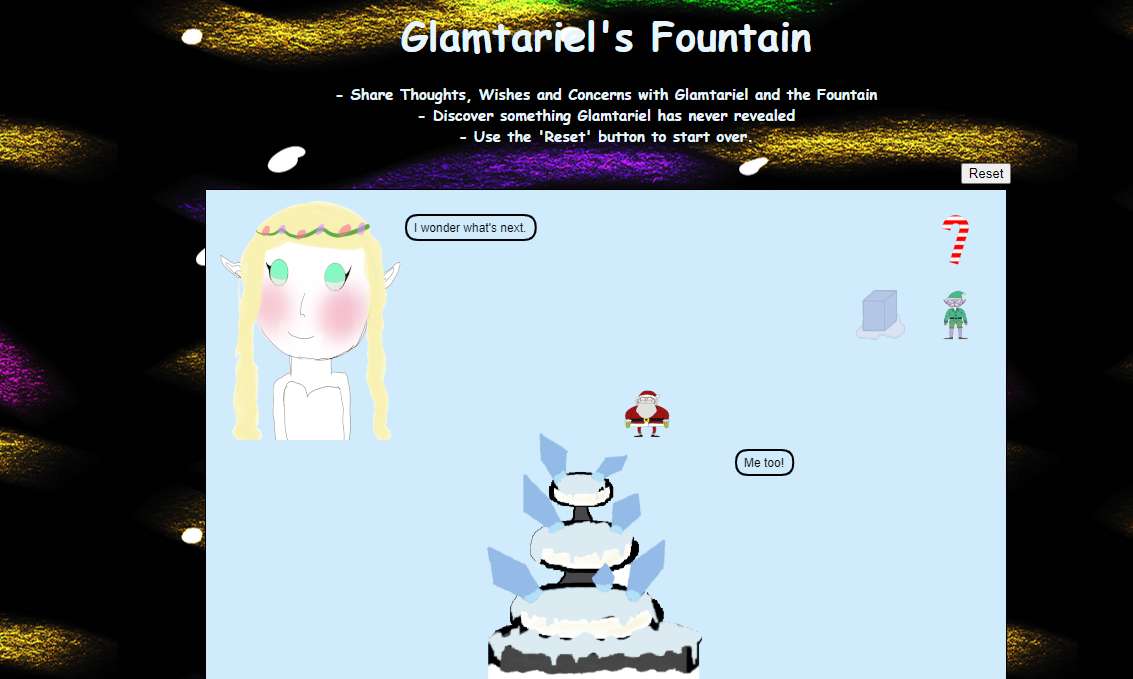 Glamtariel's Fountain
- Share Thoughts, Wishes and Concerns with Glamtariel and the Fountain
- Discover something Glamtariel has never revealed
- Use the 'Reset' button to start over.
Reset
I wonder what's next.
Me too!